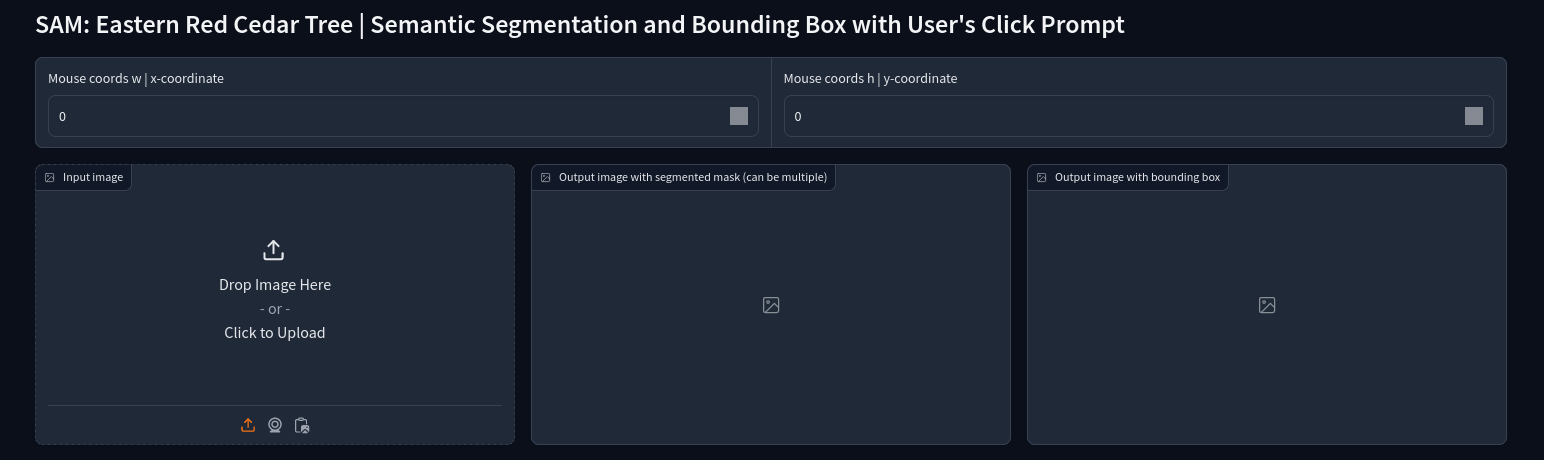 SAM: Eastern Red Cedar Tree | Semantic Segmentation and Bounding Box with User's Click Prompt
Mouse coords w | x-coordinate
Mouse coords h | y-coordinate
0
0
Input image
Output image with segmented mask (can be multiple)
Output image with bounding box
Drop Image Here
- or -
Click to Upload